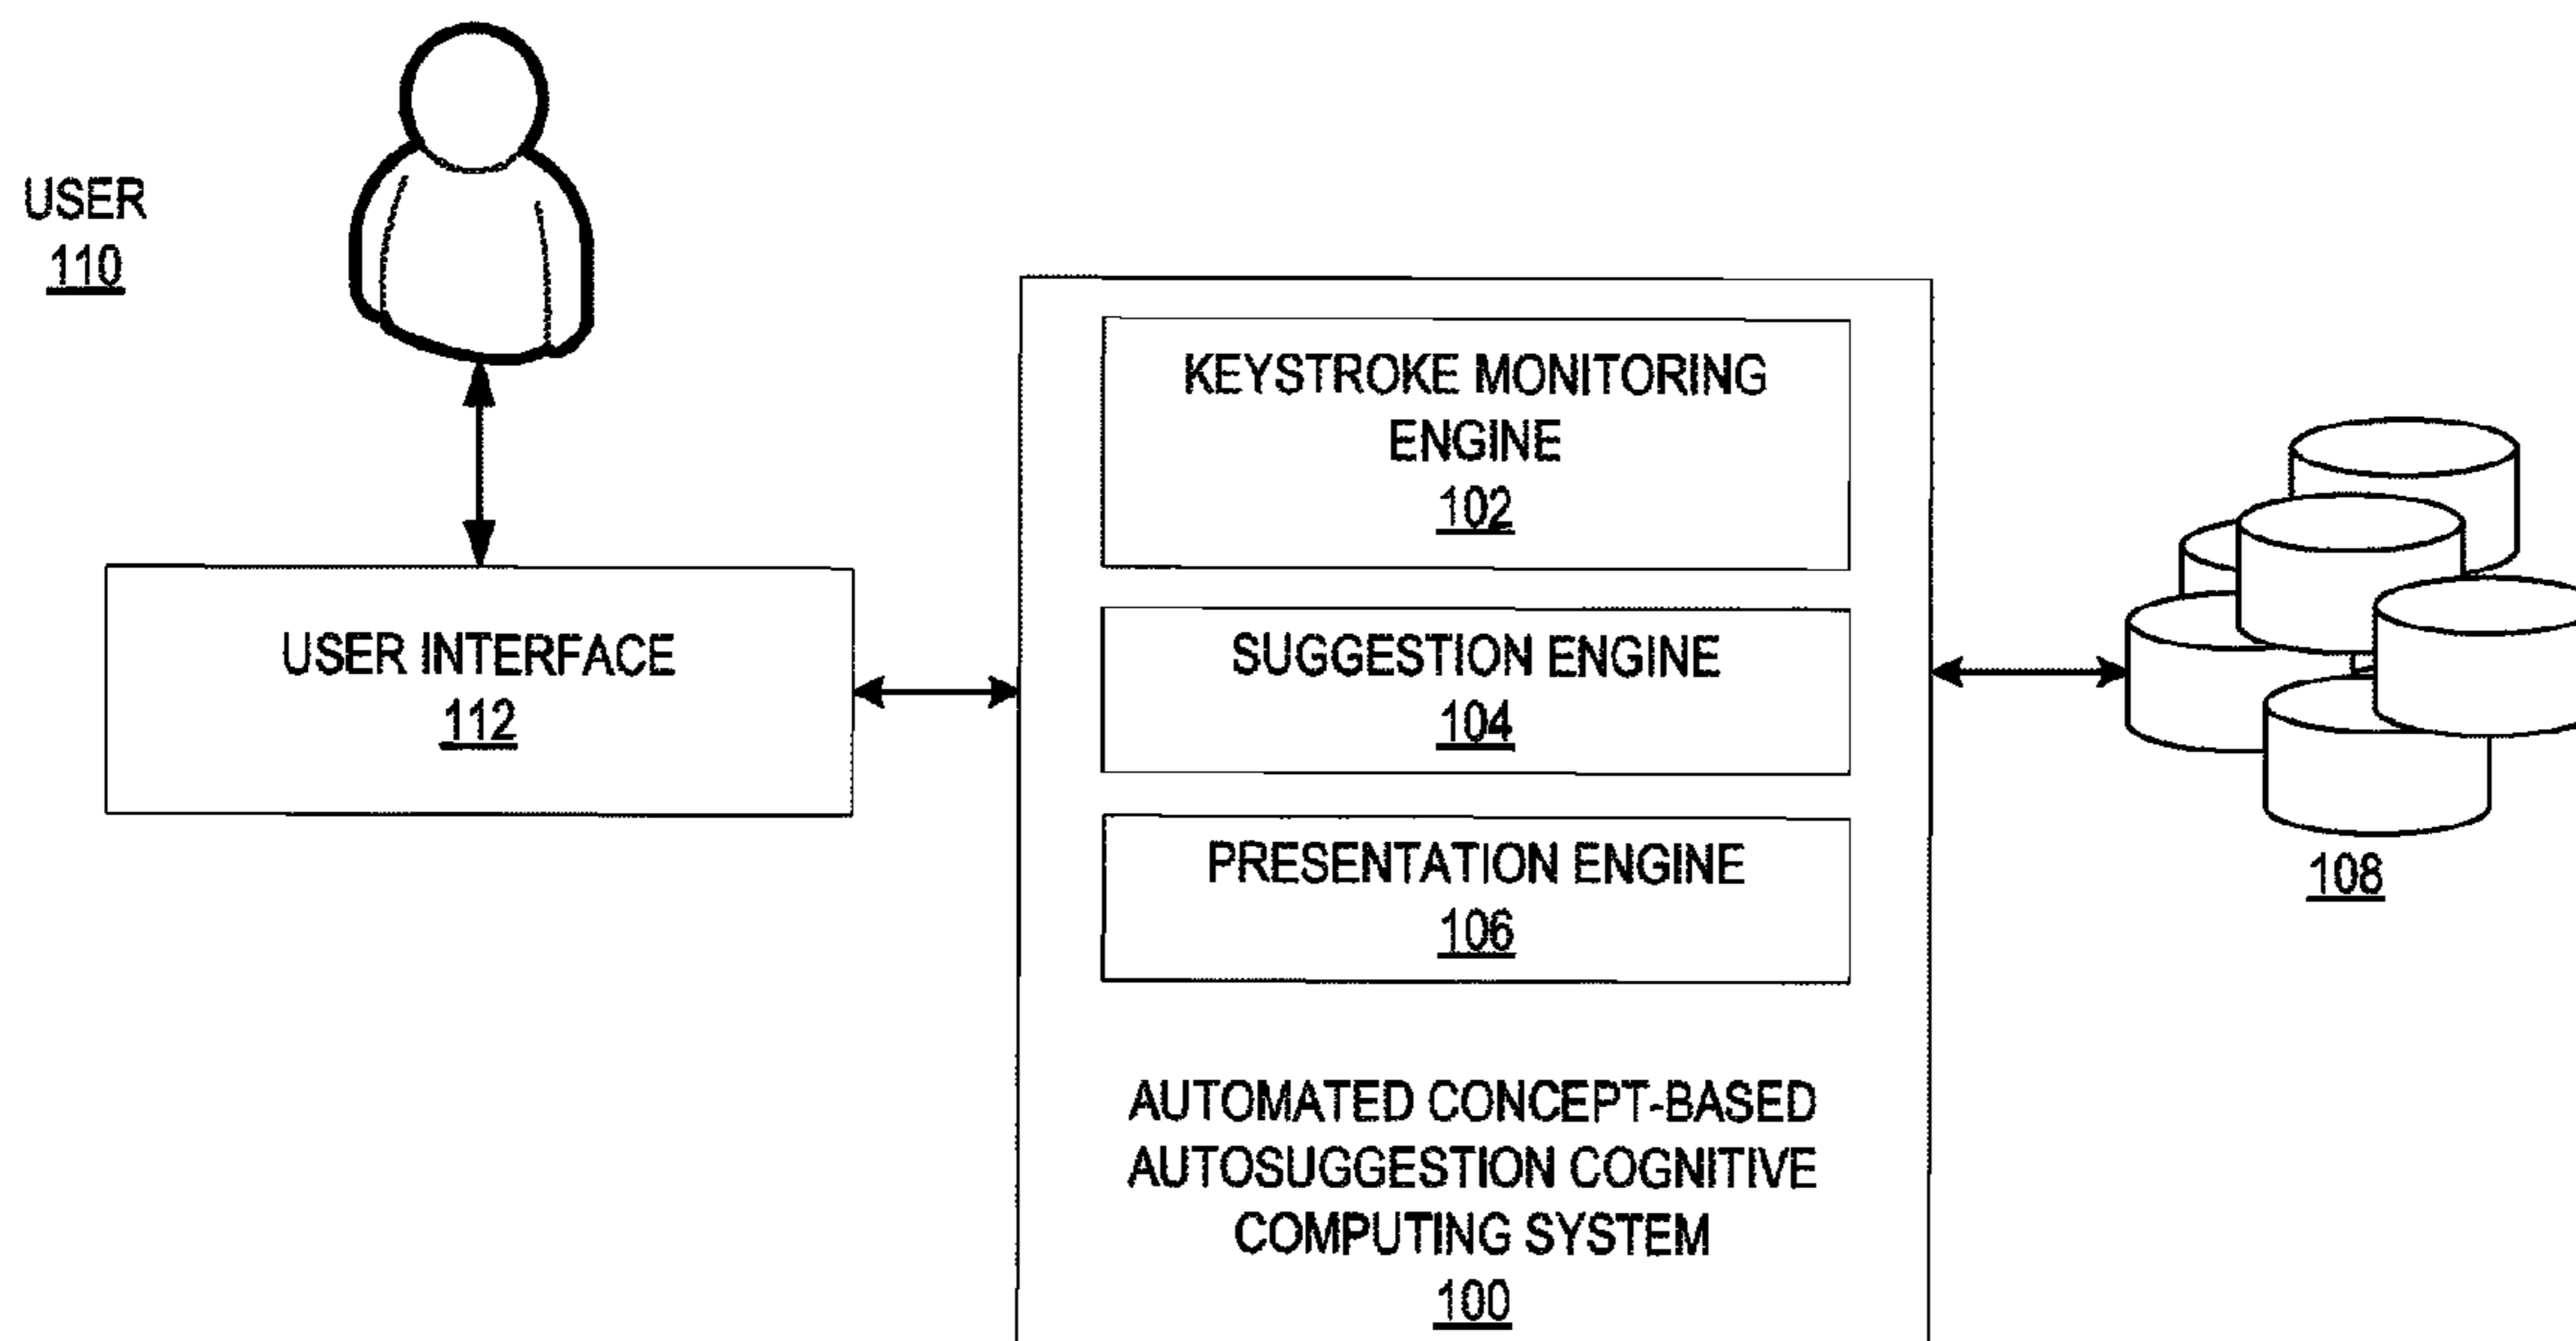 USER
110
KEYSTROKE MONITORING
ENGINE
102
USER INTERFACE
112
SUGGESTION ENGINE
104
PRESENTATION ENGINE
106
108
AUTOMATED CONCEPT-BASED
AUTOSUGGESTION COGNITIVE
COMPUTING SYSTEM
100